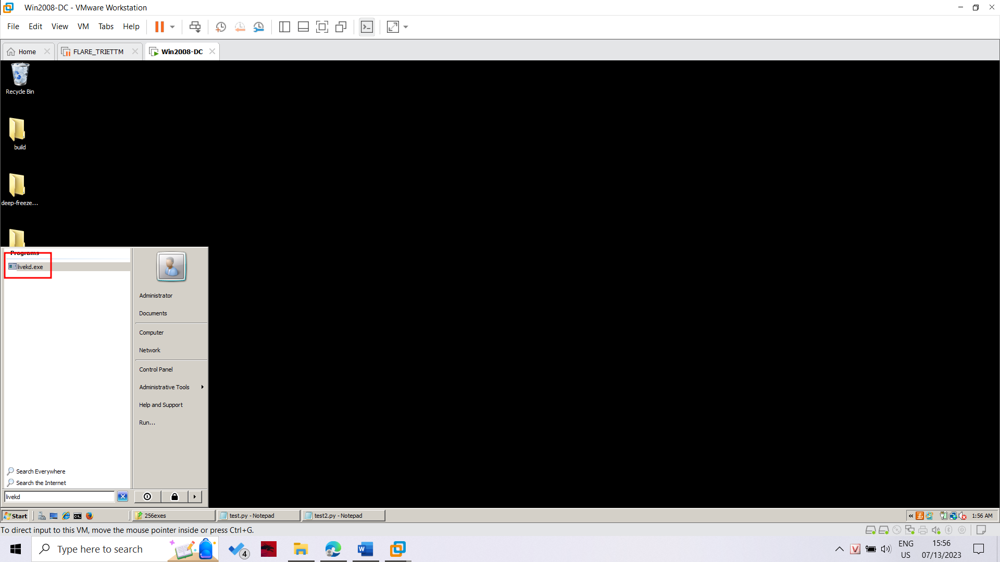 Win2008-DC - VMware Workstation
File Edit View VM Tabs Help
Home FLARE_TRIETTM Win2008-DC
Recycle Bin
build
deep-freeze...
Programs
livekd.exe
Administrator
Documents
Computer
Network
Control Panel
Administrative Tools
Help and Support
Run...
Search Everywhere
Search the Internet
livekd
Start 256exes test.py - Notepad test2.py - Notepad 1:56 AM
To direct input to this VM, move the mouse pointer inside or press Ctrl+G.
Type here to search 4 ENG 15:56
US 07/13/2023